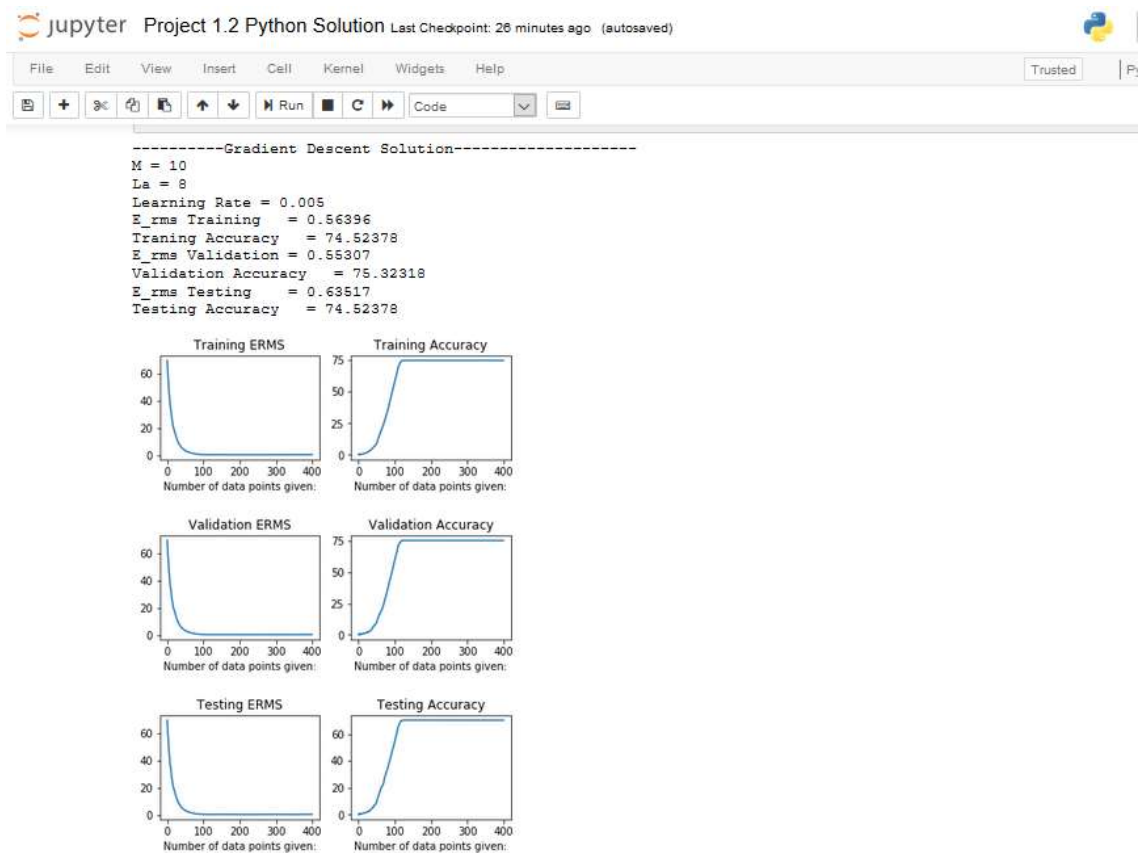 jupyter Project 1.2 Python Solution Last Checkpoint: 26 minutes ago (autosaved)
File Edit View Insert Cell Kernel Widgets Help Trusted
Run Code
----------Gradient Descent Solution--------------------
M = 10
La = 8
Learning Rate = 0.005
E_rms Training = 0.56396
Traning Accuracy = 74.52378
E_rms Validation = 0.55307
Validation Accuracy = 75.32318
E_rms Testing = 0.63517
Testing Accuracy = 74.52378
Training ERMS Training Accuracy
60 75
40 50
20 25
0 0
0 100 200 300 400 0 100 200 300 400
Number of data points given: Number of data points given:
Validation ERMS Validation Accuracy
60 75
40 50
20 25
0 0
0 100 200 300 400 0 100 200 300 400
Number of data points given: Number of data points given:
Testing ERMS Testing Accuracy
60 60
40 40
20 20
0 0
0 100 200 300 400 0 100 200 300 400
Number of data points given: Number of data points given: